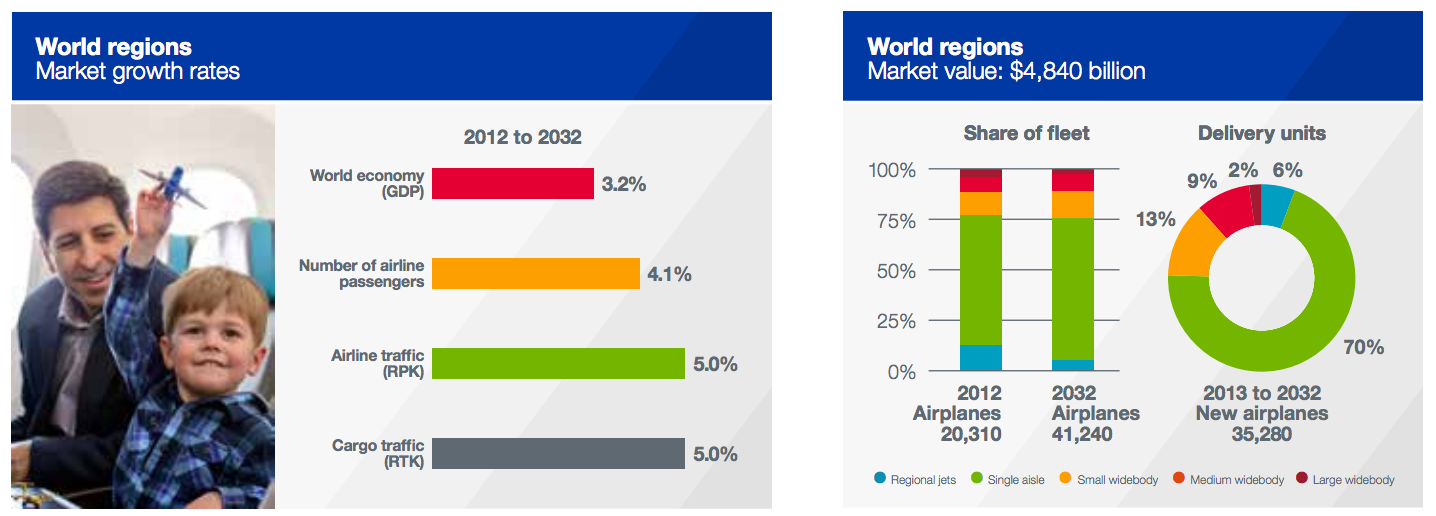 World regions
Market growth rates
2012 to 2032
World economy
(GDP)
3.2%
Number of airline
passengers
4.1%
Airline traffic
(RPK)
5.0%
Cargo traffic
(RTK)
5.0%
World regions
Market value: $4,840 billion
Share of fleet
100%
75%
50%
25%
0%
2012
Airplanes
20,310
2032
Airplanes
41,240
Delivery units
9% 2% 6%
13%
70%
2013 to 2032
New airplanes
35,280
Regional jets Single aisle Small widebody Medium widebody Large widebody